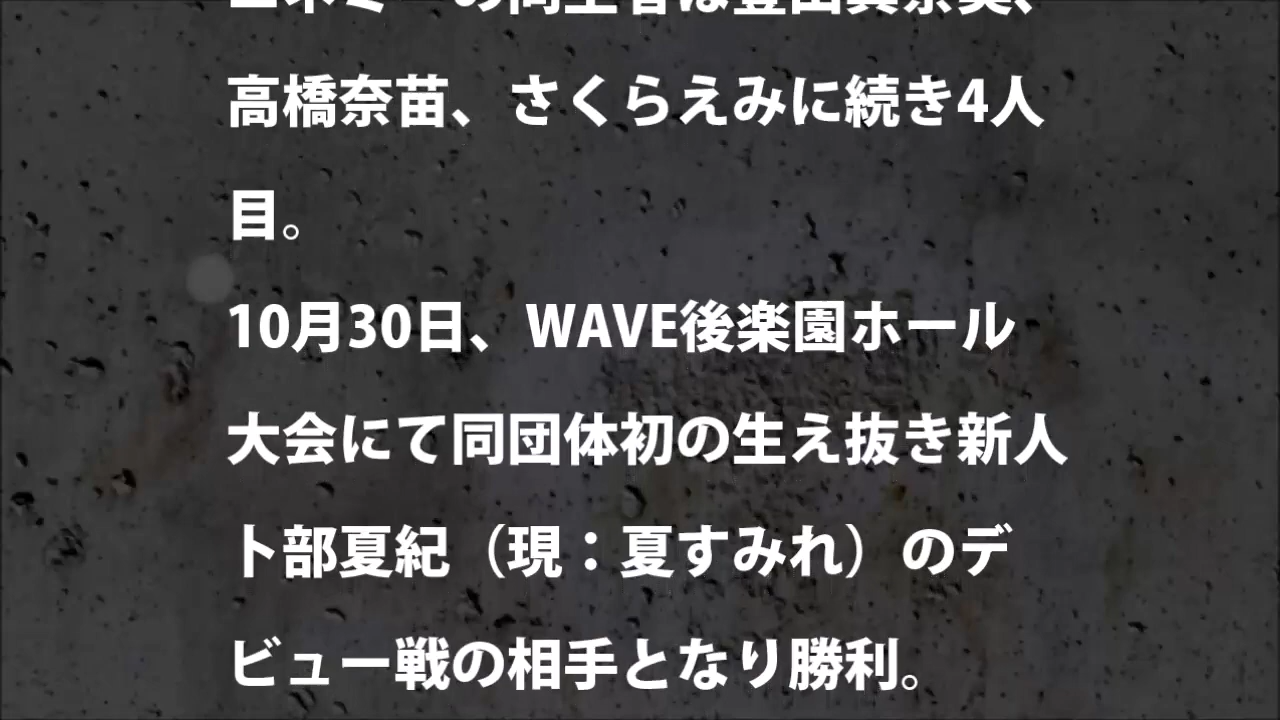 高橋奈苗、さくらえみに続き4人
目。
10月30日、WAVE後楽園ホール
大会にて同団体初の生え抜き新人
卜部夏紀（現：夏すみれ）のデ
ビュー戦の相手となり勝利。